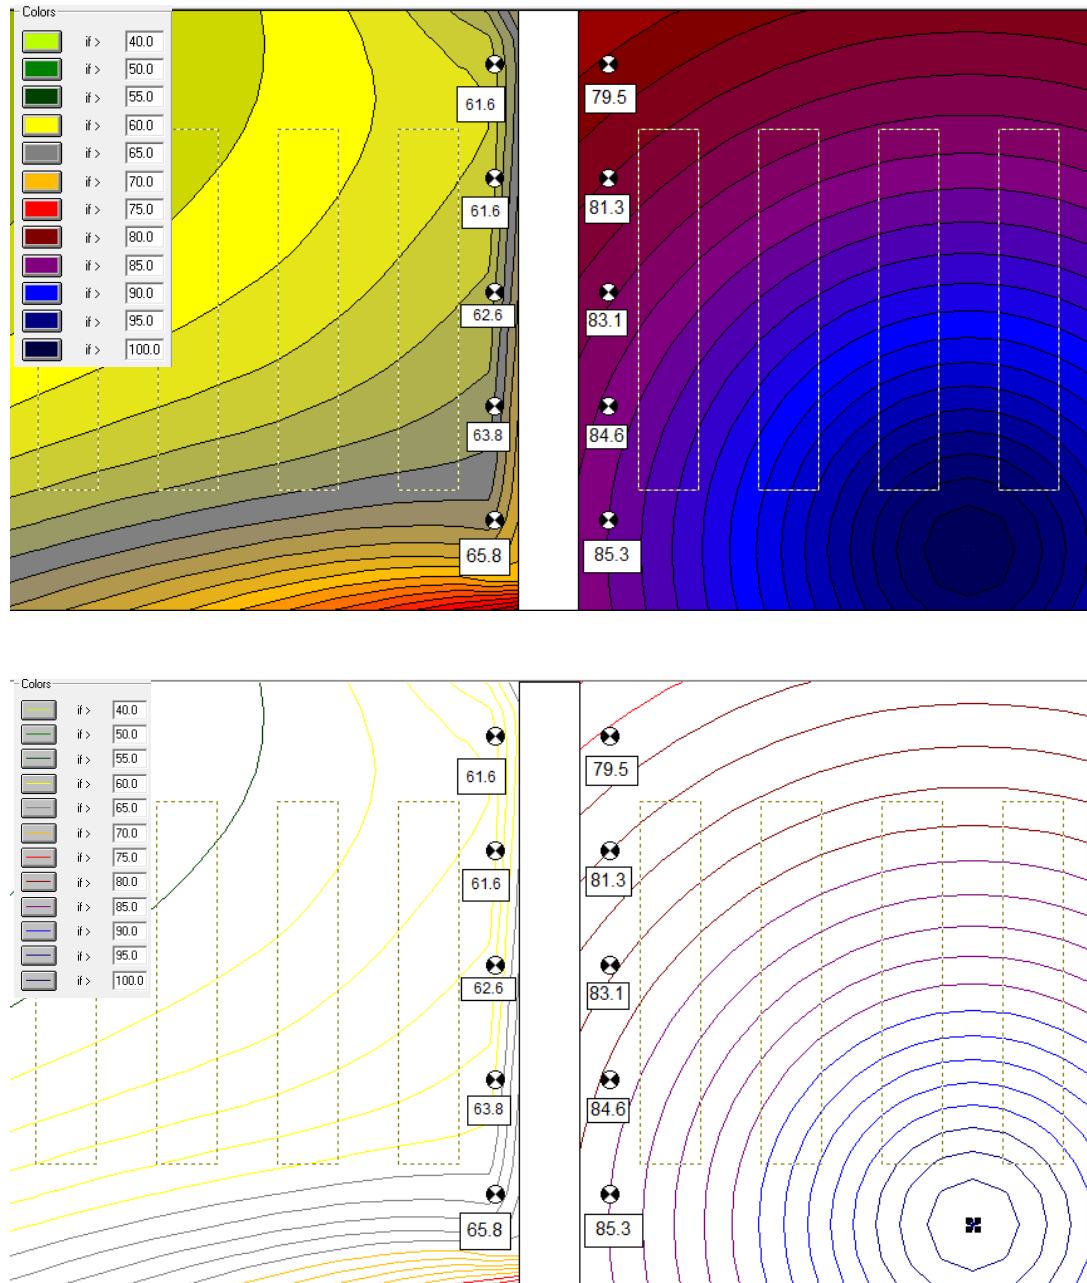 Colors
if > 40.0
if > 50.0
if > 55.0
if > 60.0
if > 65.0
if > 70.0
if > 75.0
if > 80.0
if > 85.0
if > 90.0
if > 95.0
if > 100.0
61.6
79.5
61.6
81.3
62.6
83.1
63.8
84.6
65.8
85.3
Colors
if > 40.0
if > 50.0
if > 55.0
if > 60.0
if > 65.0
if > 70.0
if > 75.0
if > 80.0
if > 85.0
if > 90.0
if > 95.0
if > 100.0
61.6
79.5
61.6
81.3
62.6
83.1
63.8
84.6
65.8
85.3